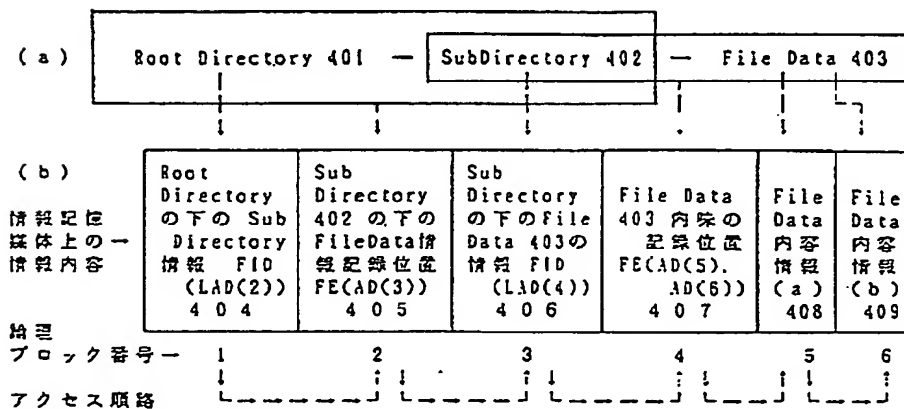 (a)
Root Directory 401 — SubDirectory 402 — File Data 403
(b)
情報記憶
媒体上の→
情報内容
Root
Directory
の下の Sub
Directory
情報 FID
(LAD(2))
404
Sub
Directory
402 の下の
FileData情
報記録位置
FE(AD(3))
405
Sub
Directory
の下のFile
Data 403の
情報 FID
(LAD(4))
406
File Data
403 内味の
記録位置
FE(AD(5),
AD(6))
407
File
Data
内容
情報
(a)
408
File
Data
内容
情報
(b)
409
論理
ブロック番号→ 1 2 3 4 5 6
アクセス順路